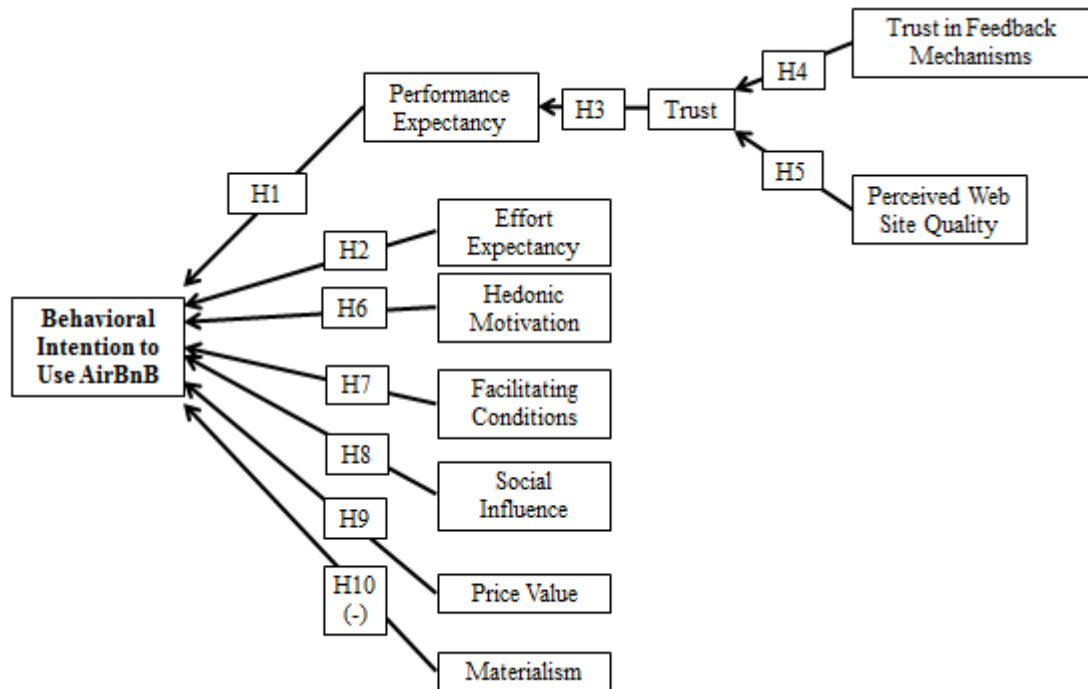 Trust in Feedback
Mechanisms
H4
Performance
Expectancy
H3
Trust
H5
H1
Perceived Web
Site Quality
Effort
Expectancy
H2
Hedonic
Motivation
H6
Behavioral
Intention to
Use AirBnB
H7
Facilitating
Conditions
H8
Social
Influence
H9
Price Value
H10
(-)
Materialism